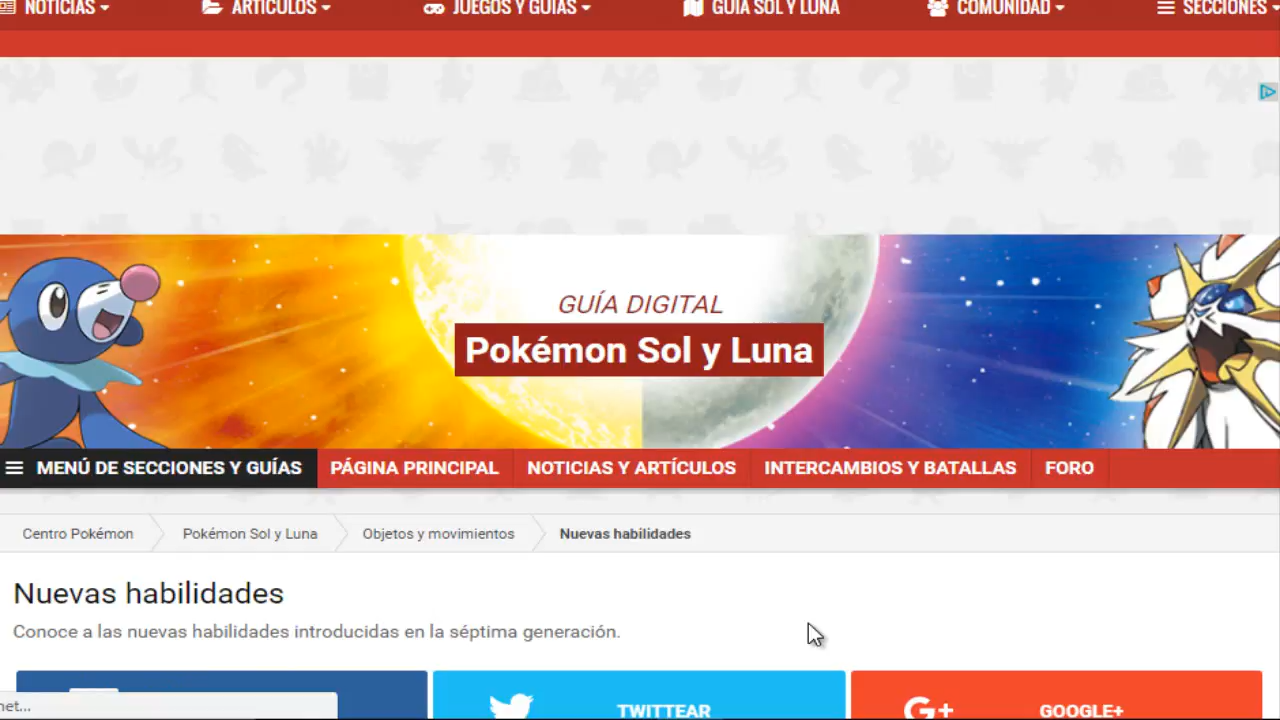 NOTICIAS ARTÍCULOS JUEGOS Y GUÍAS GUÍA SOL Y LUNA COMUNIDAD SECCIONES
GUÍA DIGITAL
Pokémon Sol y Luna
MENÚ DE SECCIONES Y GUÍAS PÁGINA PRINCIPAL NOTICIAS Y ARTÍCULOS INTERCAMBIOS Y BATALLAS FORO
Centro Pokémon Pokémon Sol y Luna Objetos y movimientos Nuevas habilidades
Nuevas habilidades
Conoce a las nuevas habilidades introducidas en la séptima generación.
TWITTEAR GOOGLE+